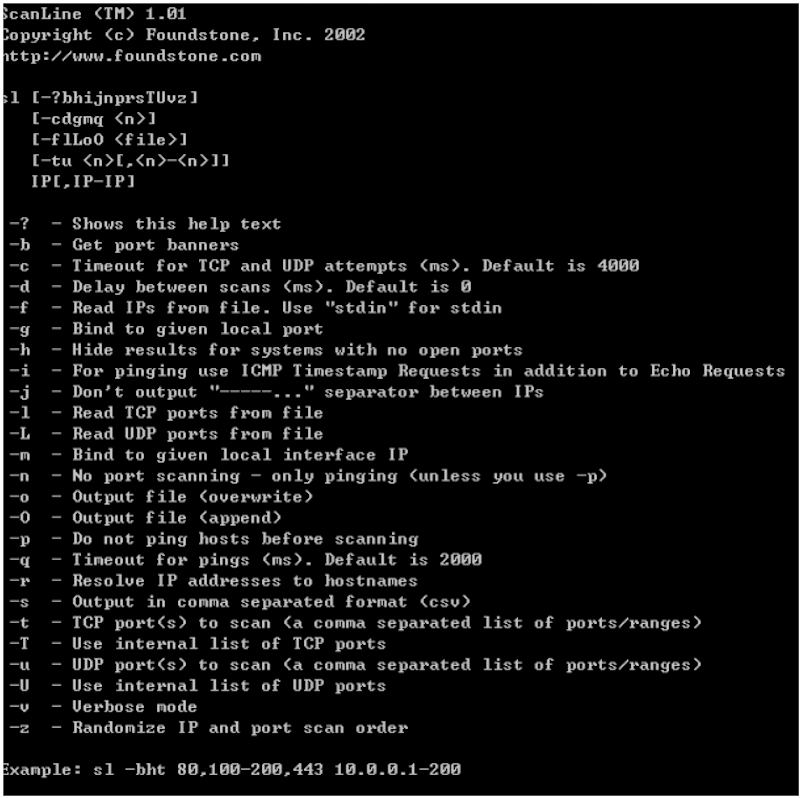 ScanLine (TM) 1.01
Copyright (c) Foundstone, Inc. 2002
http://www.foundstone.com
sl [-?bhijnprsTUvz]
[-cdgmq <n>]
[-flLoO <file>]
[-tu <n>[,<n>-<n>]]
IP[,IP-IP]
-? - Shows this help text
-b - Get port banners
-c - Timeout for TCP and UDP attempts (ms). Default is 4000
-d - Delay between scans (ms). Default is 0
-f - Read IPs from file. Use "stdin" for stdin
-g - Bind to given local port
-h - Hide results for systems with no open ports
-i - For pinging use ICMP Timestamp Requests in addition to Echo Requests
-j - Don't output "-----..." separator between IPs
-l - Read TCP ports from file
-L - Read UDP ports from file
-m - Bind to given local interface IP
-n - No port scanning - only pinging (unless you use -p)
-o - Output file (overwrite)
-O - Output file (append)
-p - Do not ping hosts before scanning
-q - Timeout for pings (ms). Default is 2000
-r - Resolve IP addresses to hostnames
-s - Output in comma separated format (csv)
-t - TCP port(s) to scan (a comma separated list of ports/ranges)
-T - Use internal list of TCP ports
-u - UDP port(s) to scan (a comma separated list of ports/ranges)
-U - Use internal list of UDP ports
-v - Verbose mode
-z - Randomize IP and port scan order
Example: sl -bht 80,100-200,443 10.0.0.1-200